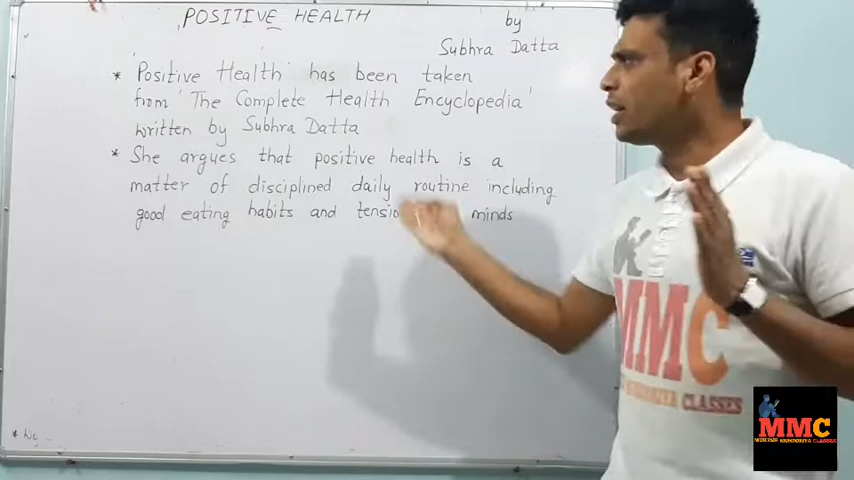 POSITIVE HEALTH
by
Subhra Datta
* 'Positive Health' has been taken
from 'The Complete Health Encyclopedia'
written by Subhra Datta
* She argues that positive health is a
matter of disciplined daily routine including
good eating habits and minds
MMC
CLASSES
MMC